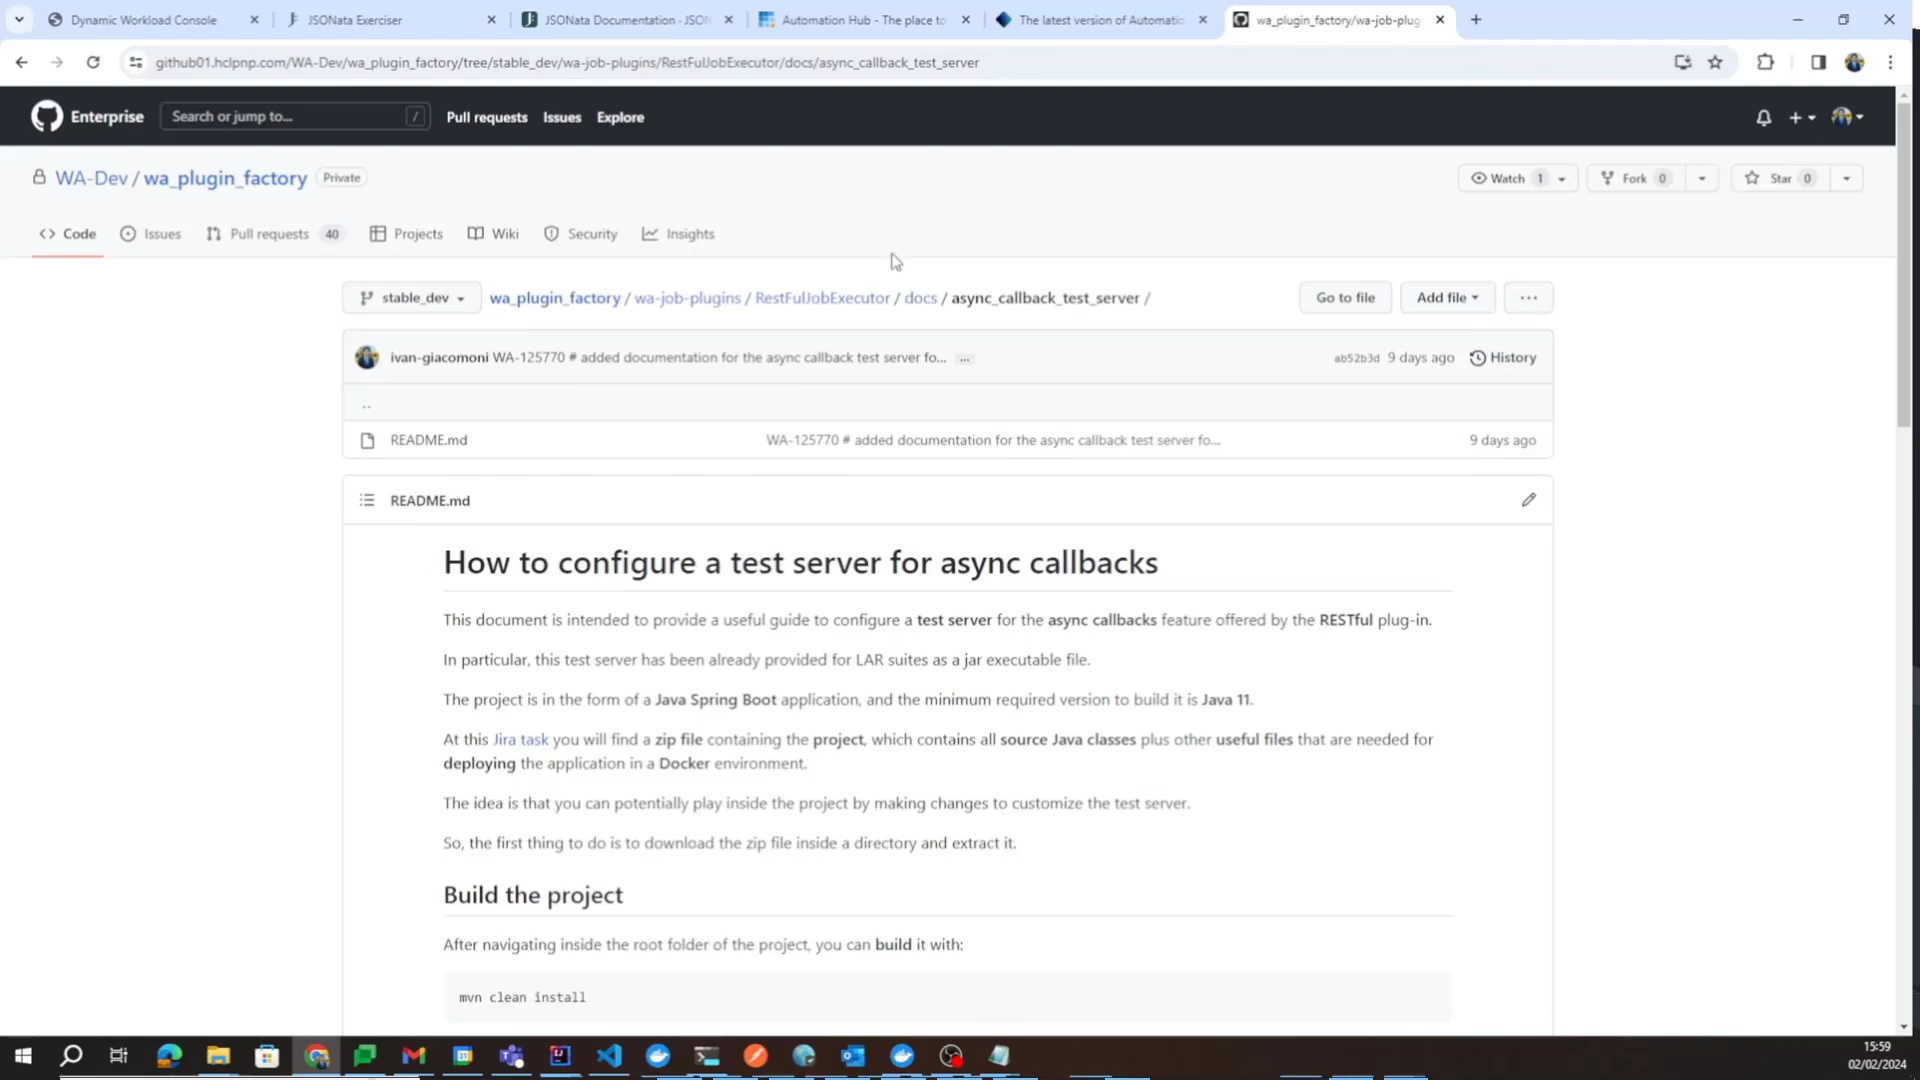 Dynamic Workload Console
JSONata Exerciser
JSONata Documentation - JSON
Automation Hub - The place to
The latest version of Automatio
wa_plugin_factory/wa-job-plug
github01.hclpnp.com/WA-Dev/wa_plugin_factory/tree/stable_dev/wa-job-plugins/RestFulJobExecutor/docs/async_callback_test_server
Enterprise
Search or jump to...
/
Pull requests
Issues
Explore
WA-Dev / wa_plugin_factory
Private
Watch 1
Fork 0
Star 0
Code
Issues
Pull requests 40
Projects
Wiki
Security
Insights
stable_dev
wa_plugin_factory / wa-job-plugins / RestFulJobExecutor / docs / async_callback_test_server /
Go to file
Add file
...
ivan-giacomoni WA-125770 # added documentation for the async callback test server fo...
...
ab52b3d 9 days ago
History
..
README.md
WA-125770 # added documentation for the async callback test server fo...
9 days ago
README.md
How to configure a test server for async callbacks
This document is intended to provide a useful guide to configure a test server for the async callbacks feature offered by the RESTful plug-in.
In particular, this test server has been already provided for LAR suites as a jar executable file.
The project is in the form of a Java Spring Boot application, and the minimum required version to build it is Java 11.
At this Jira task you will find a zip file containing the project, which contains all source Java classes plus other useful files that are needed for
deploying the application in a Docker environment.
The idea is that you can potentially play inside the project by making changes to customize the test server.
So, the first thing to do is to download the zip file inside a directory and extract it.
Build the project
After navigating inside the root folder of the project, you can build it with:
mvn clean install
15:59
02/02/2024